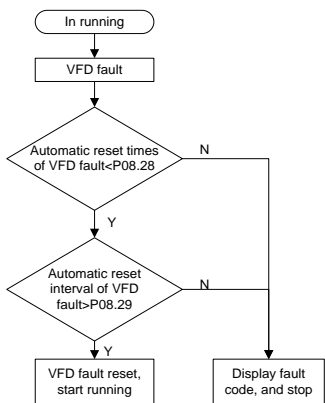 In running
VFD fault
Automatic reset times
of VFD fault<P08.28
N
Y
Automatic reset
interval of VFD
fault>P08.29
N
Y
VFD fault reset,
start running
Display fault
code, and stop